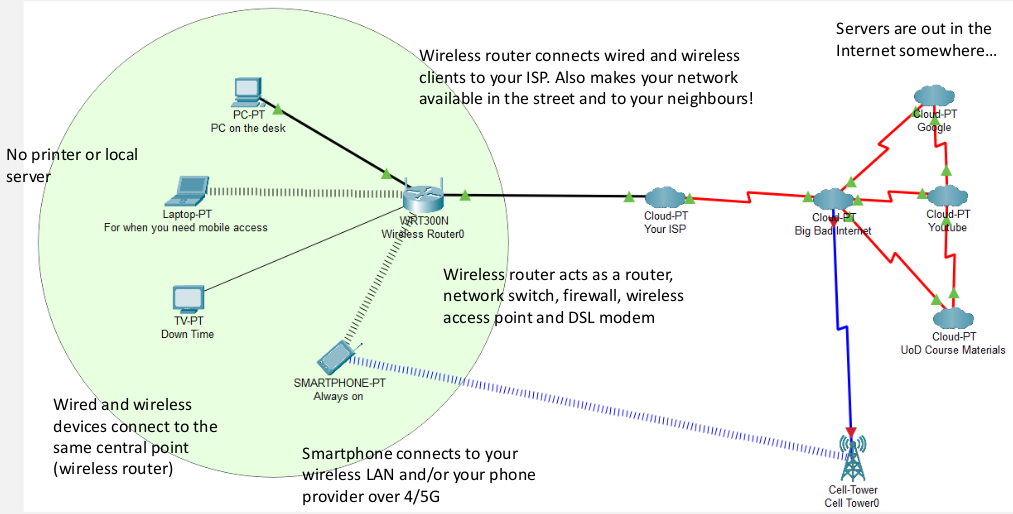 Servers are out in the
Internet somewhere...
Wireless router connects wired and wireless
clients to your ISP. Also makes your network
available in the street and to your neighbours!
PC-PT
PC on the desk
Cloud-PT
Google
No printer or local
server
Laptop-PT
For when you need mobile access
WRT300N
Wireless Router0
Cloud-PT
Your ISP
Cloud-PT
Big Bad Internet
Cloud-PT
Youtube
Wireless router acts as a router,
network switch, firewall, wireless
access point and DSL modem
TV-PT
Down Time
Cloud-PT
UoD Course Materials
SMARTPHONE-PT
Always on
Wired and wireless
devices connect to the
same central point
(wireless router)
Smartphone connects to your
wireless LAN and/or your phone
provider over 4/5G
Cell-Tower
Cell Tower0